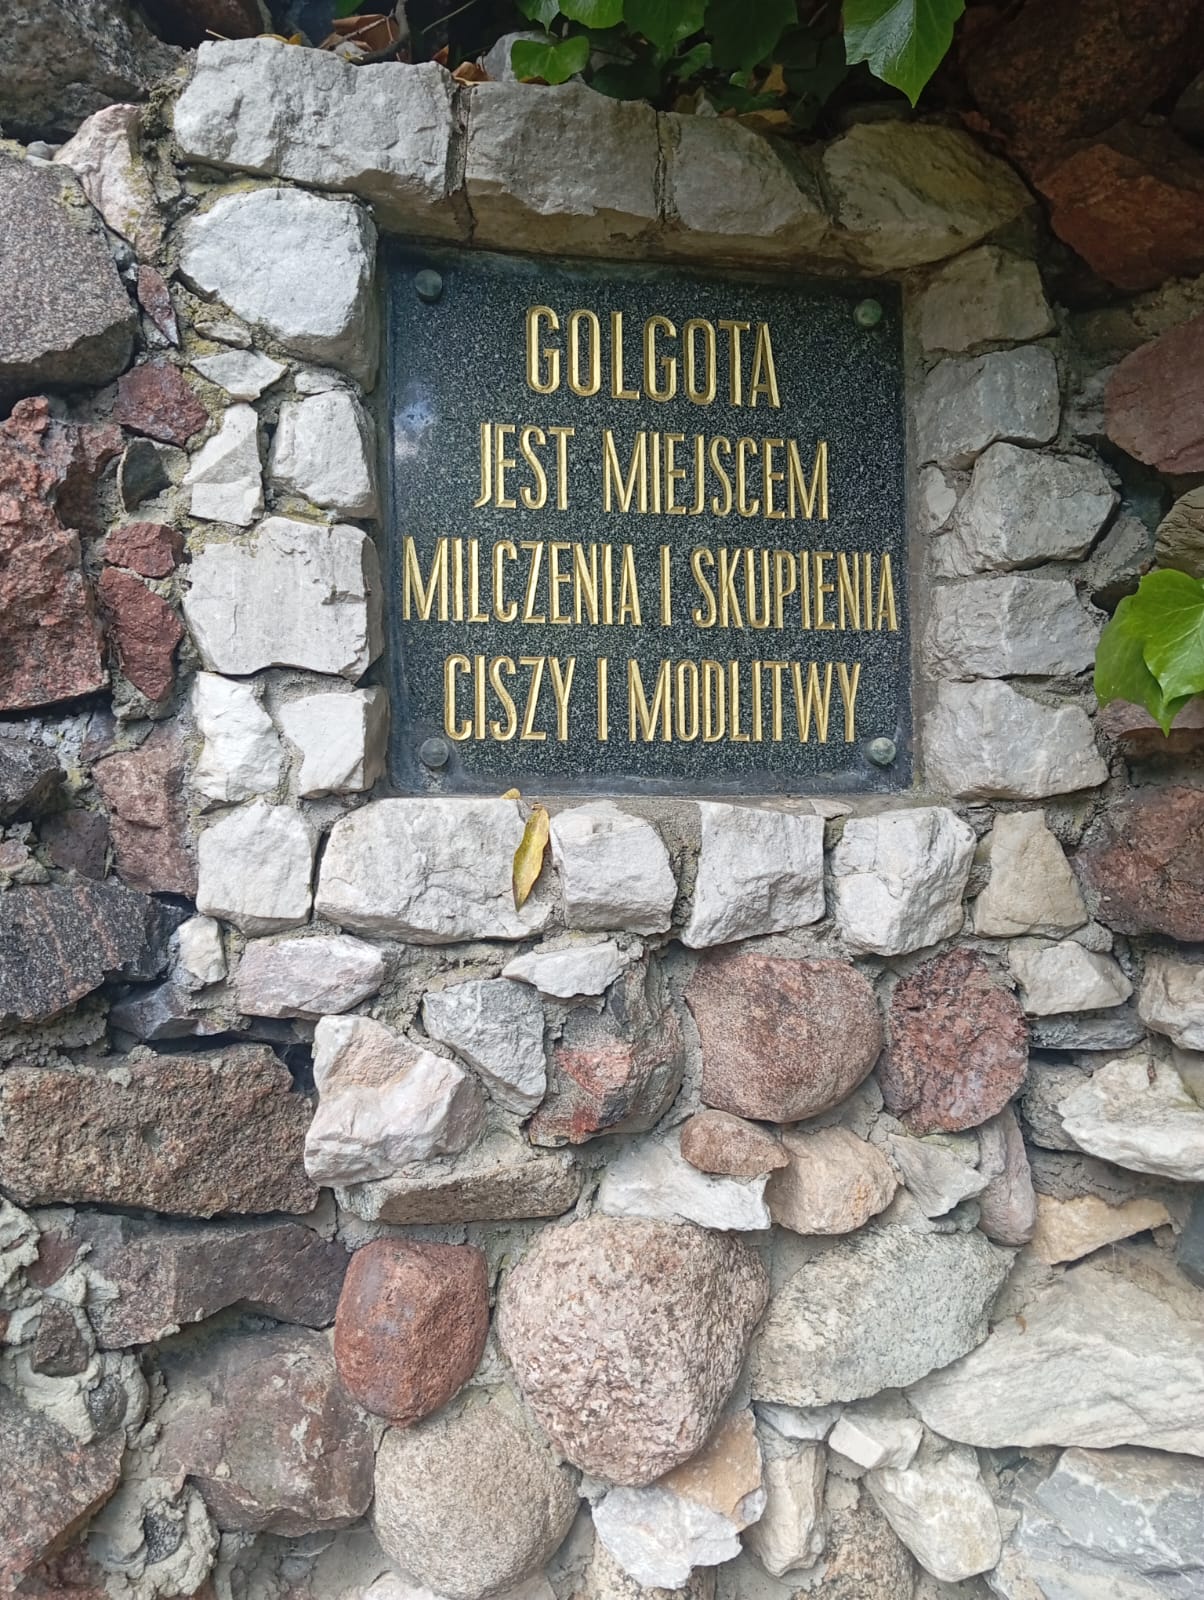 GOLGOTA
JEST MIEJSCEM
MILCZENIA I SKUPIENIA
CISZY I MODLITWY